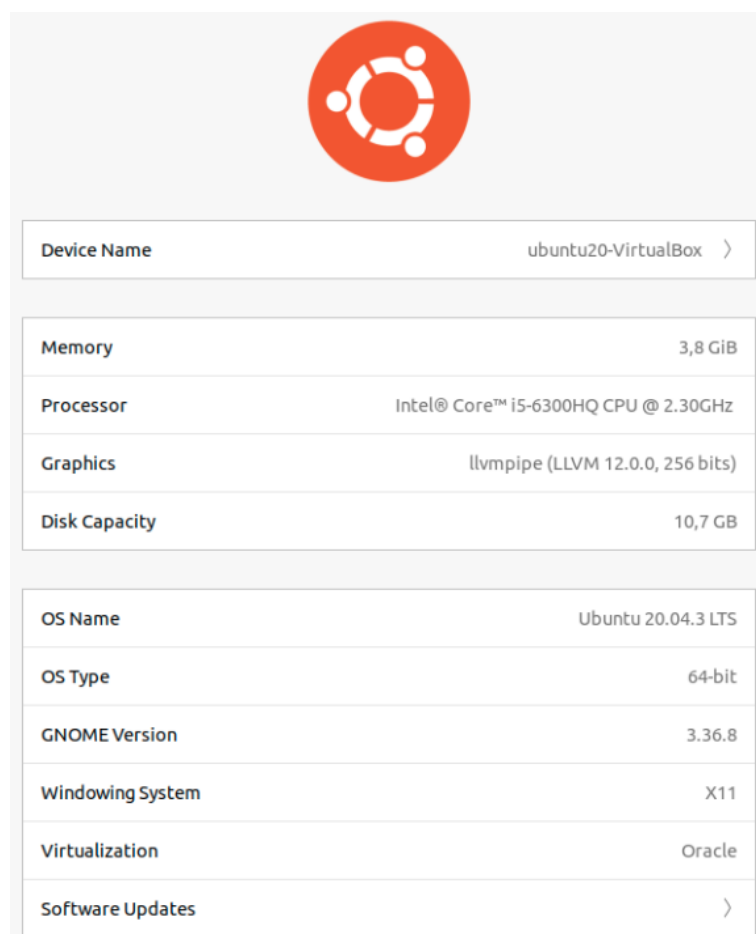 Device Name ubuntu20-VirtualBox
Memory 3,8 GiB
Processor Intel® Core™ i5-6300HQ CPU @ 2.30GHz
Graphics llvmpipe (LLVM 12.0.0, 256 bits)
Disk Capacity 10,7 GB
OS Name Ubuntu 20.04.3 LTS
OS Type 64-bit
GNOME Version 3.36.8
Windowing System X11
Virtualization Oracle
Software Updates